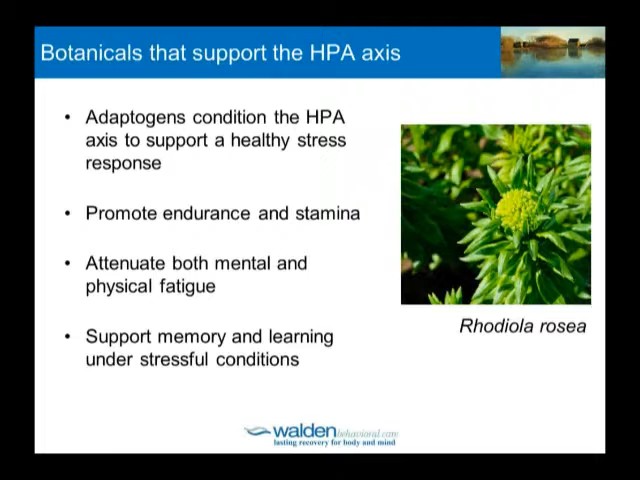 Botanicals that support the HPA axis
• Adaptogens condition the HPA
axis to support a healthy stress
response
• Promote endurance and stamina
• Attenuate both mental and
physical fatigue
• Support memory and learning
under stressful conditions
Rhodiola rosea
walden behavioral care
lasting recovery for body and mind